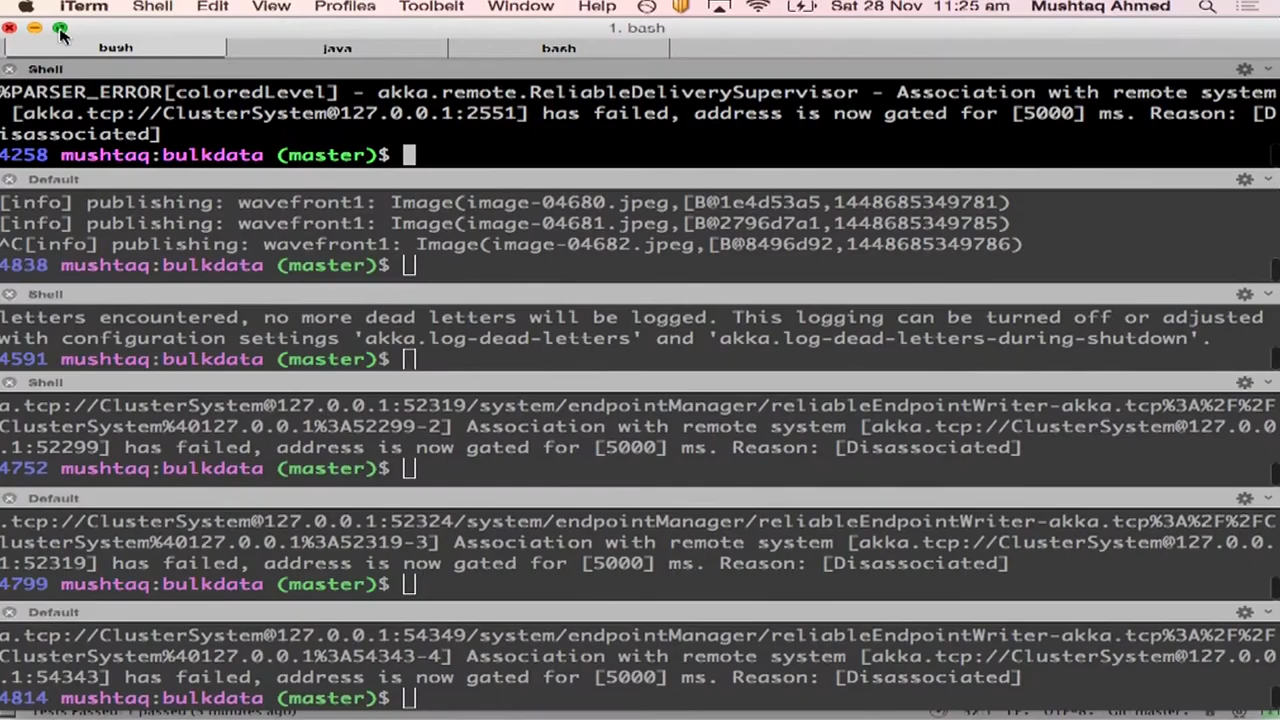 iTerm Shell Edit View Profiles Toolbelt Window Help Sat 28 Nov 11:25 am Mushtaq Ahmed
1. bash
bash java bash
Shell
%PARSER_ERROR[coloredLevel] - akka.remote.ReliableDeliverySupervisor - Association with remote system
[akka.tcp://ClusterSystem@127.0.0.1:2551] has failed, address is now gated for [5000] ms. Reason: [D
isassociated]
4258 mushtaq:bulkdata (master)$
Default
[info] publishing: wavefront1: Image(image-04680.jpeg,[B@1e4d53a5,1448685349781)
[info] publishing: wavefront1: Image(image-04681.jpeg,[B@2796d7a1,1448685349785)
^C[info] publishing: wavefront1: Image(image-04682.jpeg,[B@8496d92,1448685349786)
4838 mushtaq:bulkdata (master)$
Shell
letters encountered, no more dead letters will be logged. This logging can be turned off or adjusted
with configuration settings 'akka.log-dead-letters' and 'akka.log-dead-letters-during-shutdown'.
4591 mushtaq:bulkdata (master)$
Shell
a.tcp://ClusterSystem@127.0.0.1:52319/system/endpointManager/reliableEndpointWriter-akka.tcp%3A%2F%2F
ClusterSystem%40127.0.0.1%3A52299-2] Association with remote system [akka.tcp://ClusterSystem@127.0.0
.1:52299] has failed, address is now gated for [5000] ms. Reason: [Disassociated]
4752 mushtaq:bulkdata (master)$
Default
.tcp://ClusterSystem@127.0.0.1:52324/system/endpointManager/reliableEndpointWriter-akka.tcp%3A%2F%2FC
lusterSystem%40127.0.0.1%3A52319-3] Association with remote system [akka.tcp://ClusterSystem@127.0.0.
1:52319] has failed, address is now gated for [5000] ms. Reason: [Disassociated]
4799 mushtaq:bulkdata (master)$
Default
a.tcp://ClusterSystem@127.0.0.1:54349/system/endpointManager/reliableEndpointWriter-akka.tcp%3A%2F%2F
ClusterSystem%40127.0.0.1%3A54343-4] Association with remote system [akka.tcp://ClusterSystem@127.0.0
.1:54343] has failed, address is now gated for [5000] ms. Reason: [Disassociated]
4814 mushtaq:bulkdata (master)$